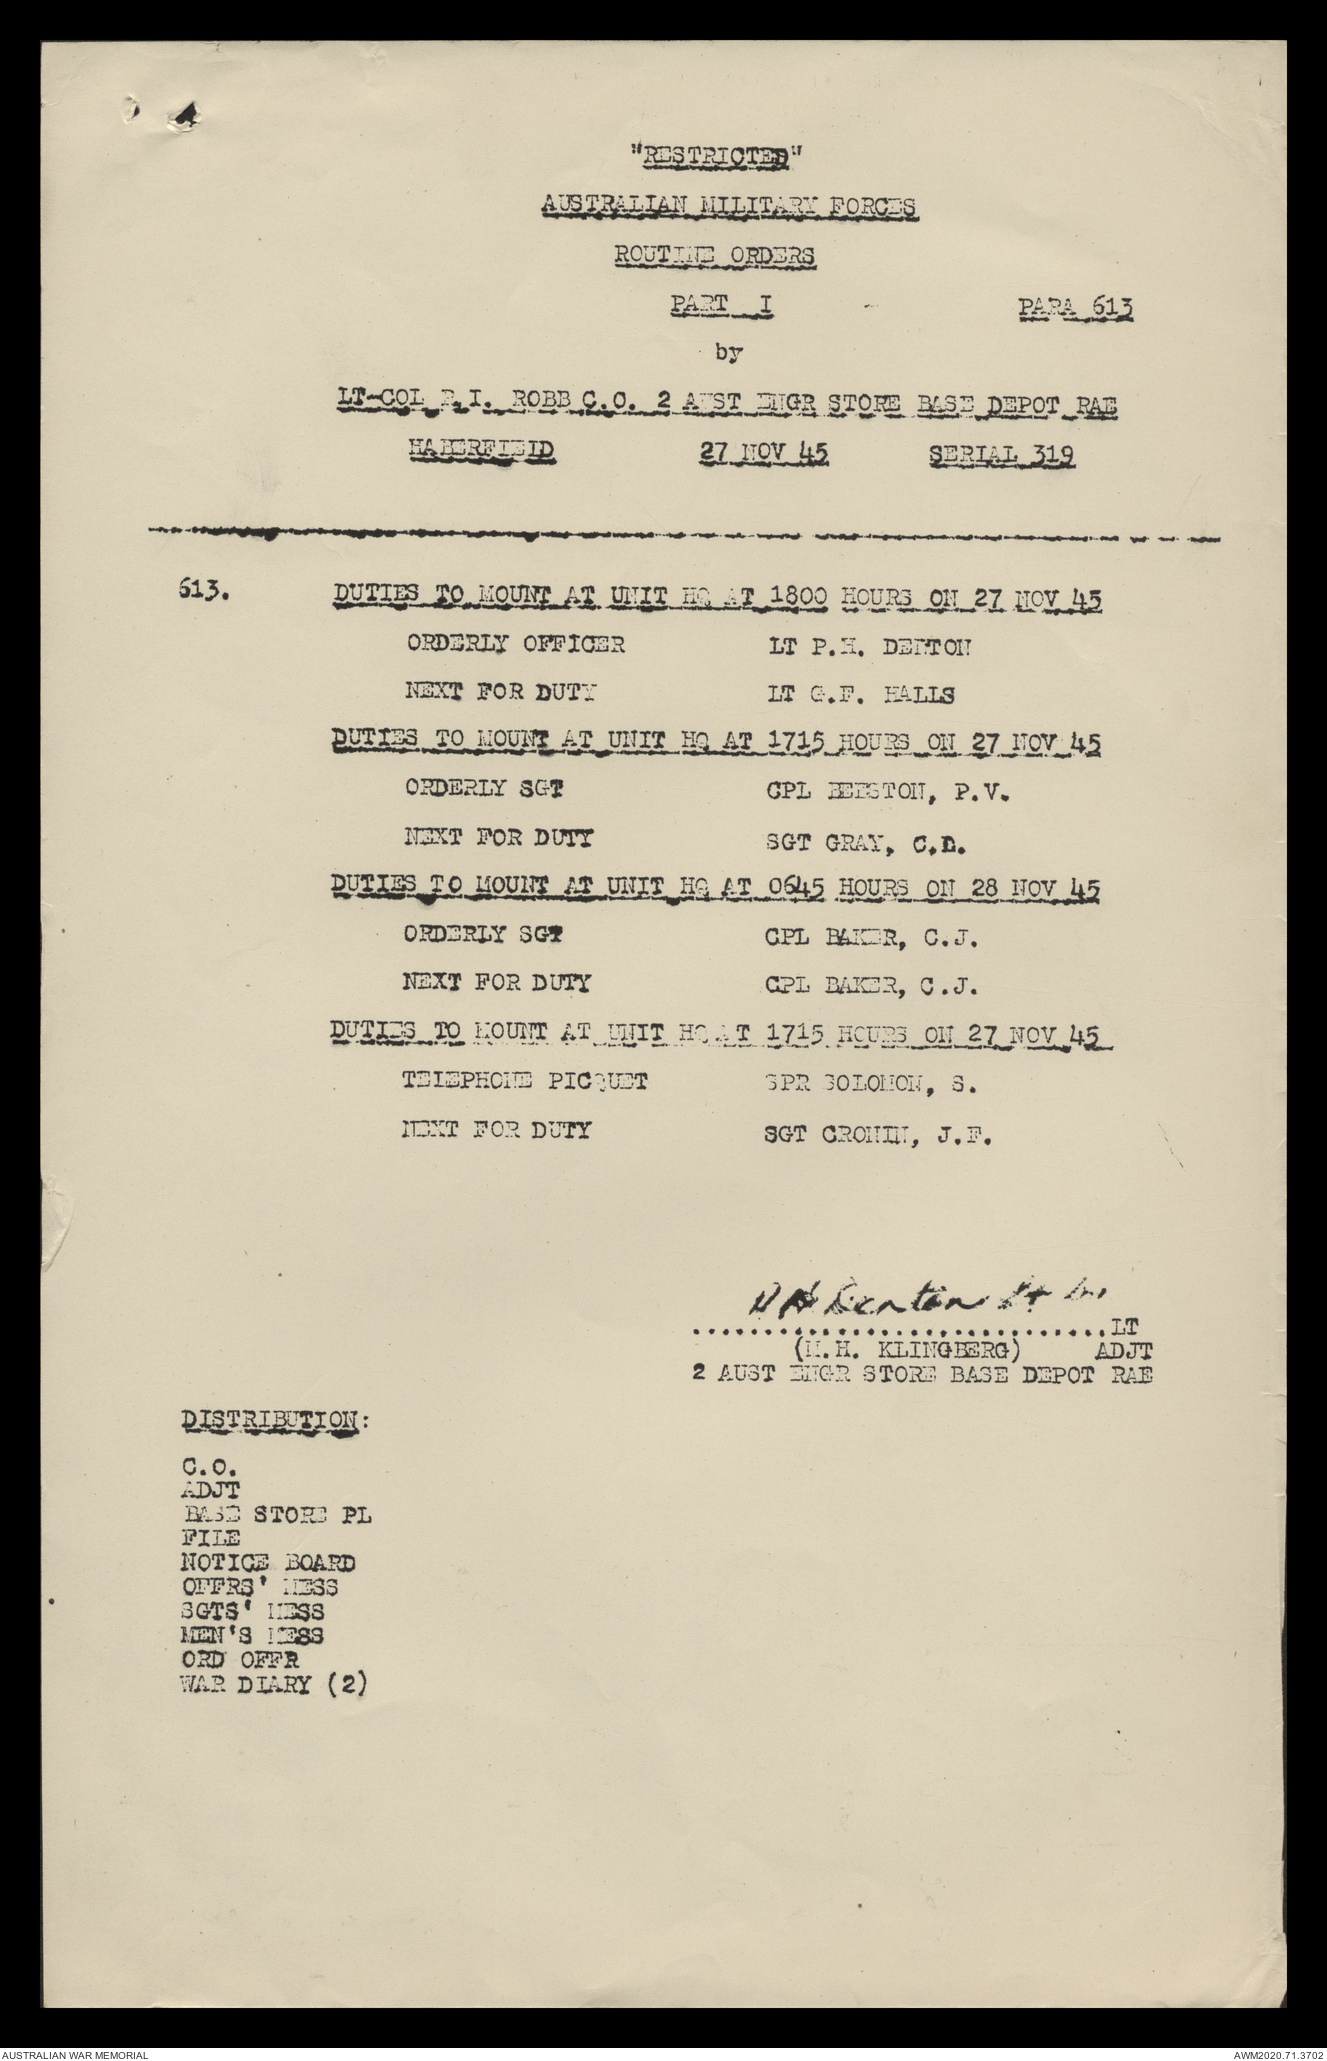 "RESTRICTED"
AUSTRALIAN MILITARY FORCES
ROUTINE ORDERS
PART I PARA 613
by
LT-COL I. ROBB C.O. 2 AUST ENGR STORE BASE DEPOT RAE
HABERFIELD 27 NOV 45 SERIAL 319
613. DUTIES TO MOUNT AT UNIT HQ AT 1800 HOURS ON 27 NOV 45
ORDERLY OFFICER LT P.H. DENTON
NEXT FOR DUTY LT G.F. HALLS
DUTIES TO MOUNT AT UNIT HQ AT 1715 HOURS ON 27 NOV 45
ORDERLY SGT CPL BEESTON, P.V.
NEXT FOR DUTY SGT GRAY, C.D.
DUTIES TO MOUNT AT UNIT HQ AT 0645 HOURS ON 28 NOV 45
ORDERLY SGT CPL BAKER, C.J.
NEXT FOR DUTY CPL BAKER, C.J.
DUTIES TO MOUNT AT UNIT HQ AT 1715 HOURS ON 27 NOV 45
TELEPHONE PICQUET SPR SOLOMON, S.
NEXT FOR DUTY SGT CRONIN, J.F.
P H Denton Lt
..............................LT
(M.H. KLINGBERG) ADJT
2 AUST ENGR STORE BASE DEPOT RAE
DISTRIBUTION:
C.O.
ADJT
BASE STORE PL
FILE
NOTICE BOARD
OFFRS' MESS
SGTS' MESS
MEN'S MESS
ORD OFFR
WAR DIARY (2)
AUSTRALIAN WAR MEMORIAL AWM2020.71.3702